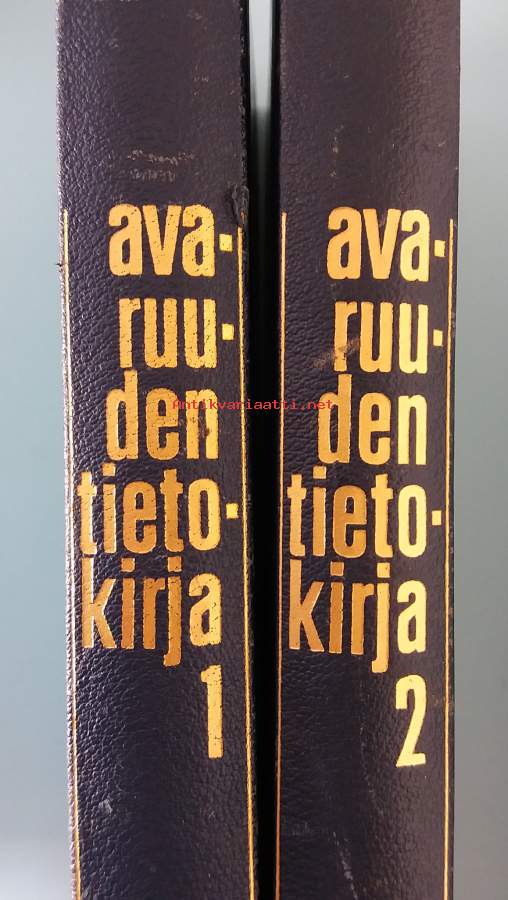 ava-
ruu-
den
tieto-
kirja
1
ava-
ruu-
den
tieto-
kirja
2
Antikvariaatti.net